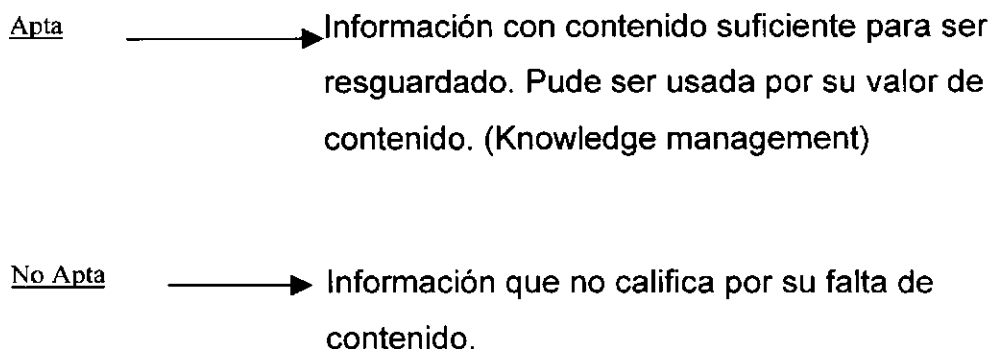 Apta Información con contenido suficiente para ser
resguardado. Pude ser usada por su valor de
contenido. (Knowledge management)
No Apta Información que no califica por su falta de
contenido.